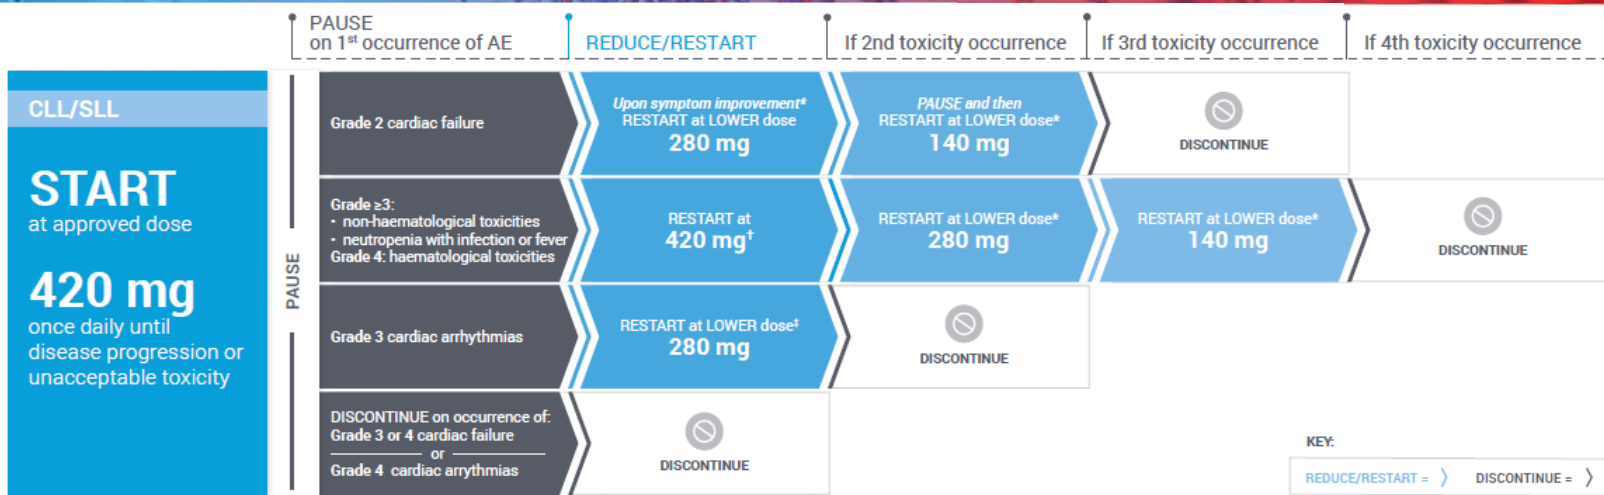 PAUSE
on 1st occurrence of AE
REDUCE/RESTART
If 2nd toxicity occurrence
If 3rd toxicity occurrence
If 4th toxicity occurrence
CLL/SLL
START
at approved dose
420 mg
once daily until
disease progression or
unacceptable toxicity
PAUSE
Grade 2 cardiac failure
Upon symptom improvement*
RESTART at LOWER dose
280 mg
PAUSE and then
RESTART at LOWER dose*
140 mg
DISCONTINUE
Grade ≥3:
• non-haematological toxicities
• neutropenia with infection or fever
Grade 4: haematological toxicities
RESTART at
420 mg†
RESTART at LOWER dose*
280 mg
RESTART at LOWER dose*
140 mg
DISCONTINUE
Grade 3 cardiac arrhythmias
RESTART at LOWER dose‡
280 mg
DISCONTINUE
DISCONTINUE on occurrence of:
Grade 3 or 4 cardiac failure
or
Grade 4 cardiac arrythmias
DISCONTINUE
KEY:
REDUCE/RESTART = 〉 DISCONTINUE = 〉